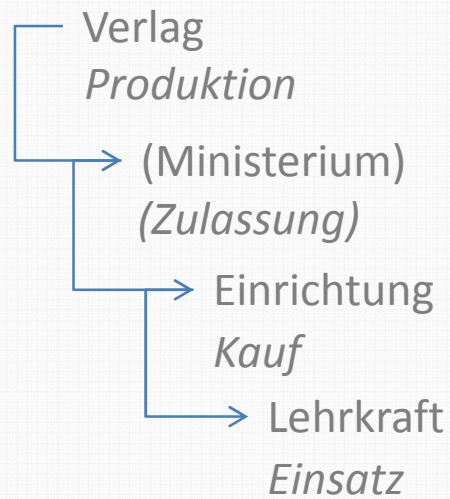 Verlag
Produktion
(Ministerium)
(Zulassung)
Einrichtung
Kauf
Lehrkraft
Einsatz